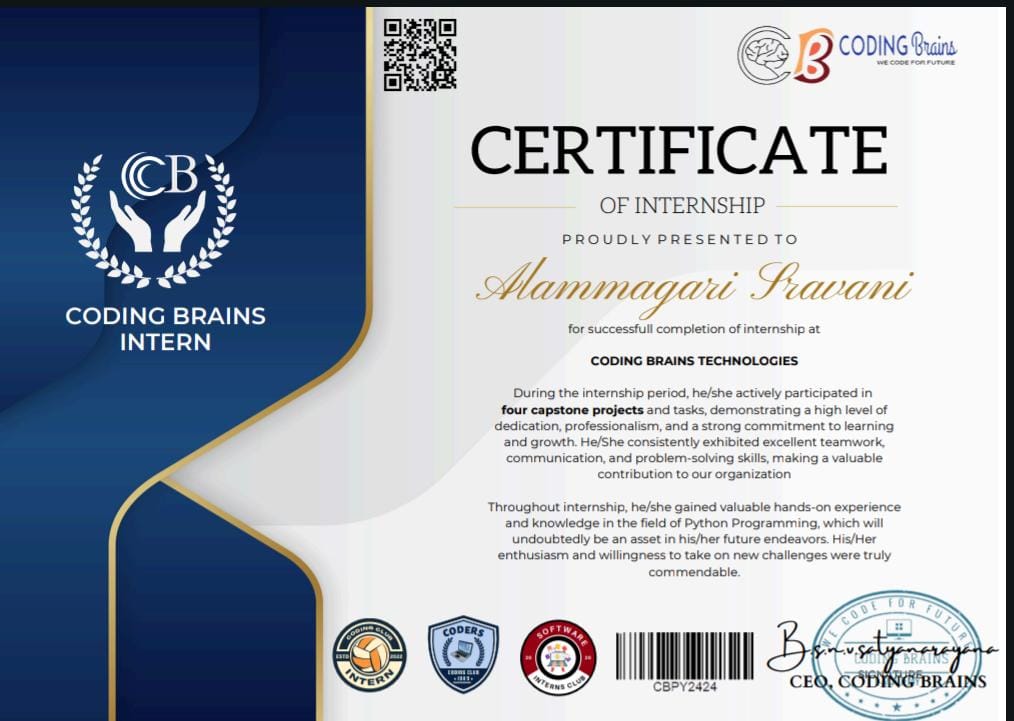 CODING Brains
WE CODE FOR FUTURE
CERTIFICATE
OF INTERNSHIP
PROUDLY PRESENTED TO
Alammagari Sravani
for successfull completion of internship at
CODING BRAINS TECHNOLOGIES
During the internship period, he/she actively participated in
four capstone projects and tasks, demonstrating a high level of
dedication, professionalism, and a strong commitment to learning
and growth. He/She consistently exhibited excellent teamwork,
communication, and problem-solving skills, making a valuable
contribution to our organization
Throughout internship, he/she gained valuable hands-on experience
and knowledge in the field of Python Programming, which will
undoubtedly be an asset in his/her future endeavors. His/Her
enthusiasm and willingness to take on new challenges were truly
commendable.
CB
CODING BRAINS
INTERN
CODING CLUB
ESTD 2022
INTERN
CODERS
CODING CLUB
SOFTWARE
INTERNS CLUB
CBPY2424
WE CODE FOR FUTURE
B.s.n.v.satyanarayana
CODING BRAINS
SIGNATURE
CEO, CODING BRAINS